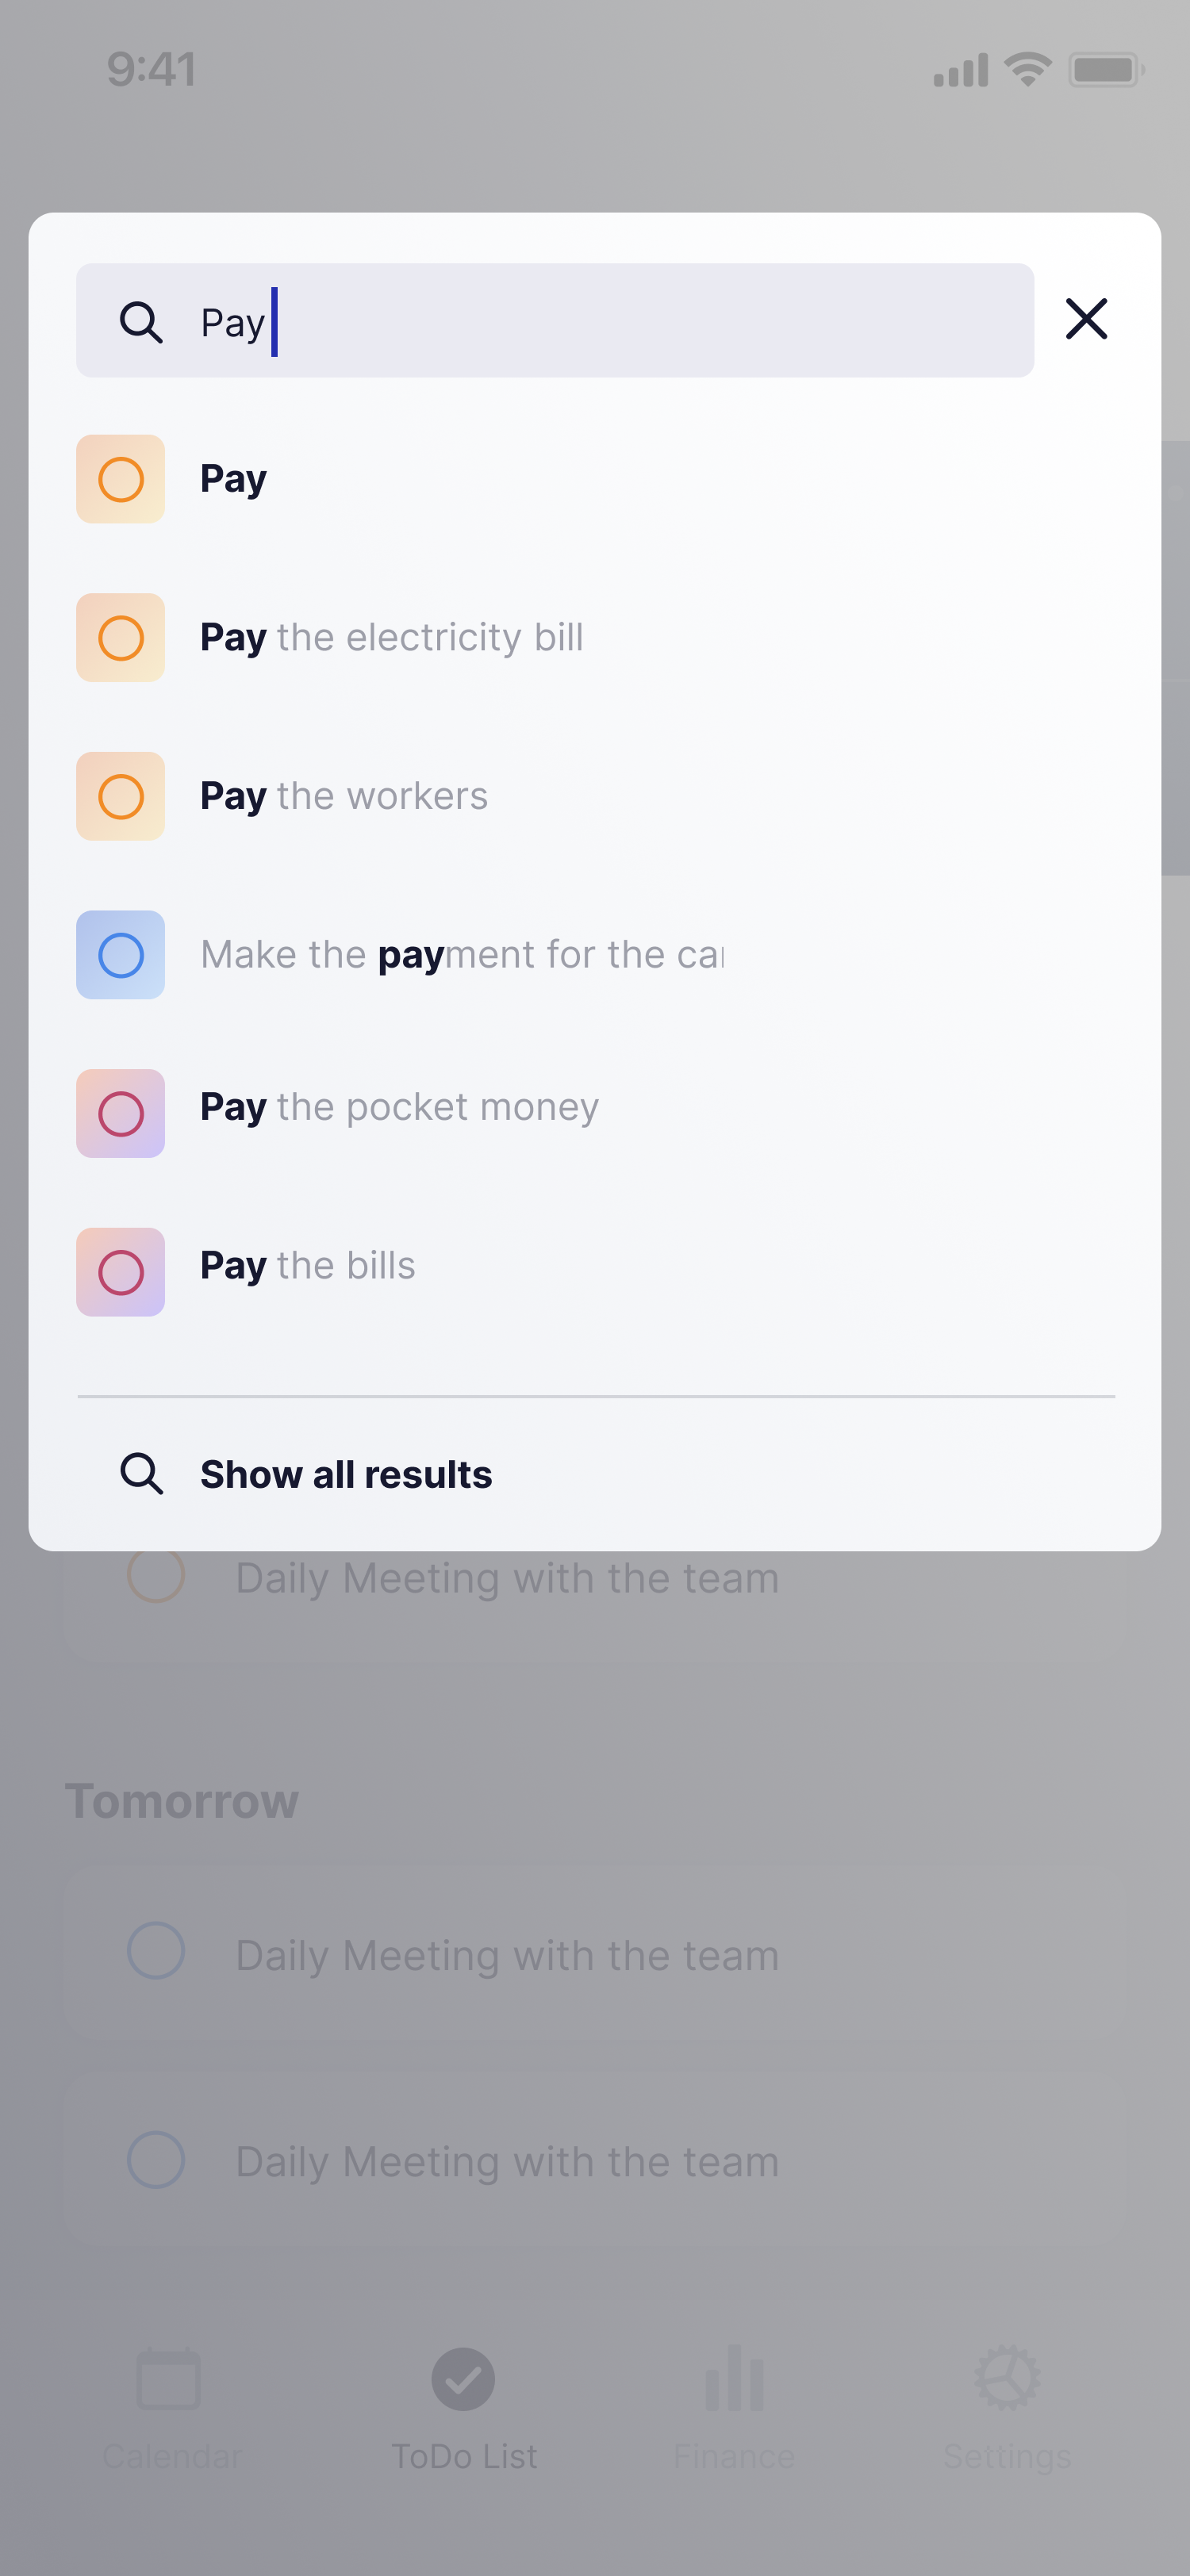 9:41
Pay
Pay
Pay the electricity bill
Pay the workers
Make the payment for the
Pay the pocket money
Pay the bills
Show all results
Daily Meeting with the team
Tomorrow
Daily Meeting with the team
Daily Meeting with the team
Calendar
ToDo List
Finance
Settings